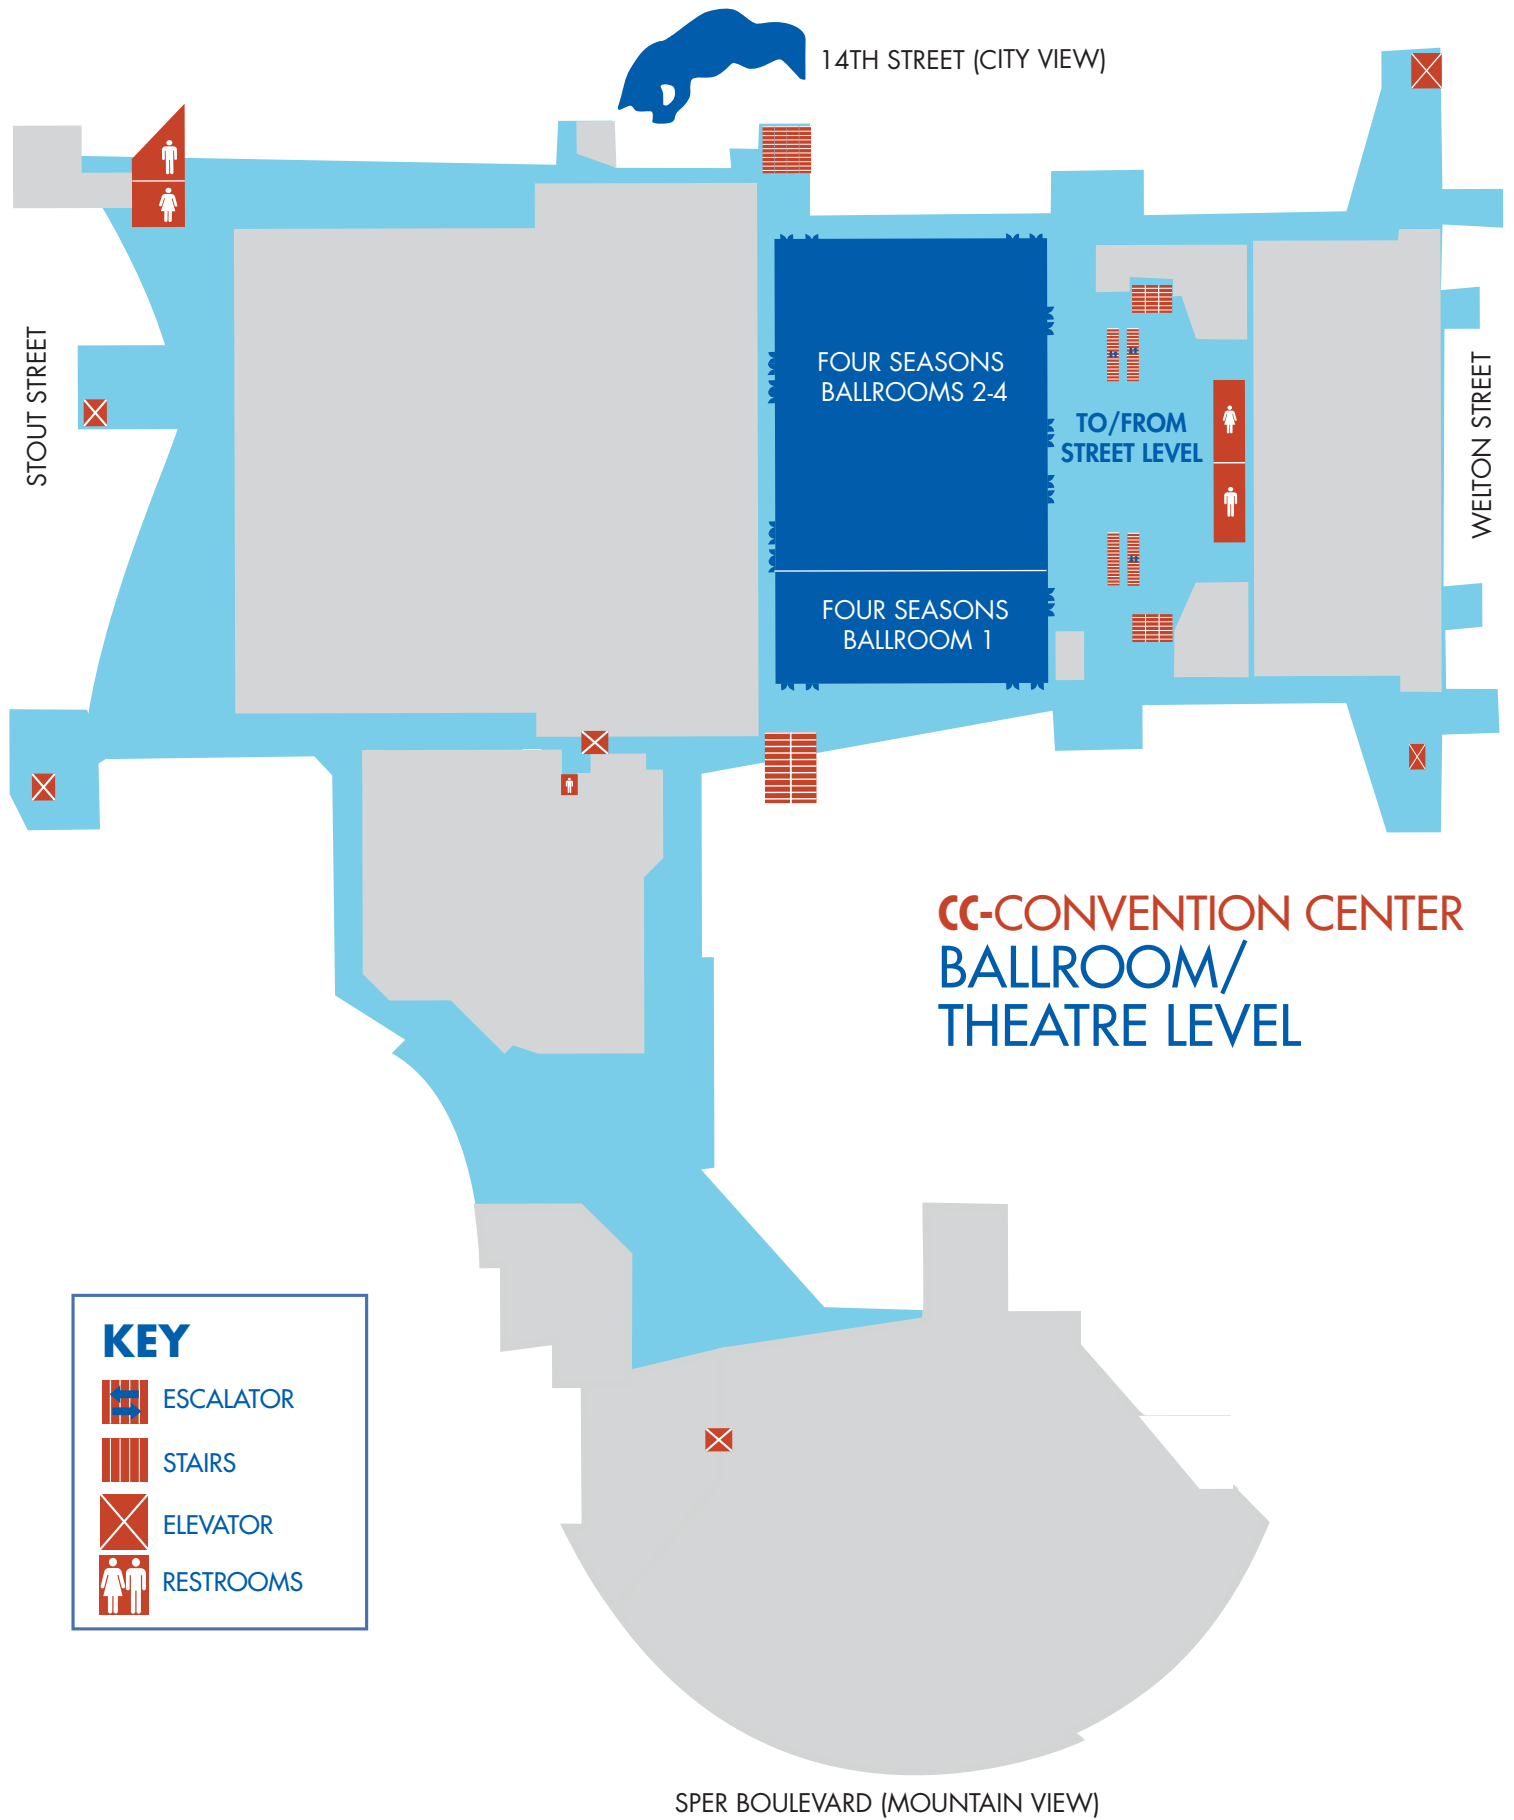 14TH STREET (CITY VIEW)
STOUT STREET
FOUR SEASONS
BALLROOMS 2-4
TO/FROM
STREET LEVEL
WELTON STREET
FOUR SEASONS
BALLROOM 1
CC-CONVENTION CENTER
BALLROOM/
THEATRE LEVEL
KEY
ESCALATOR
STAIRS
ELEVATOR
RESTROOMS
SPER BOULEVARD (MOUNTAIN VIEW)